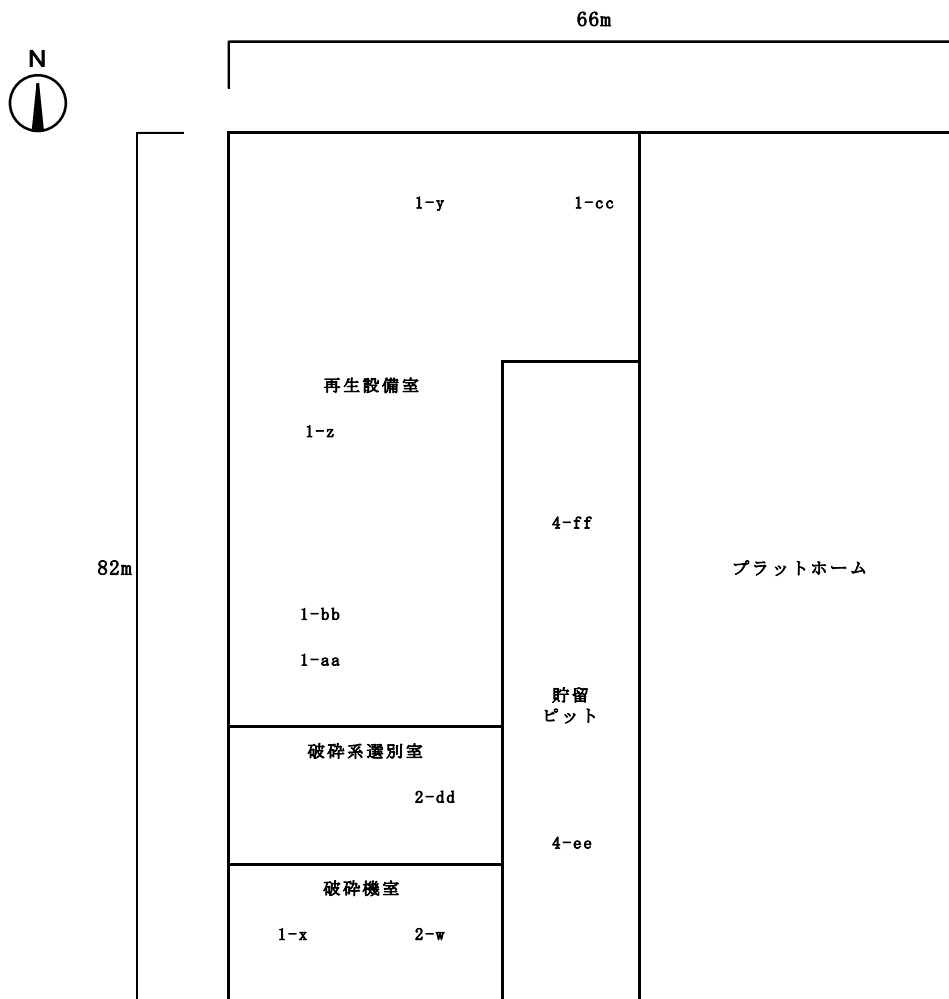 66m
N
1-y
1-cc
再生設備室
1-z
4-ff
82m
プラットホーム
1-bb
1-aa
貯留
ピット
破砕系選別室
2-dd
4-ee
破砕機室
1-x
2-w